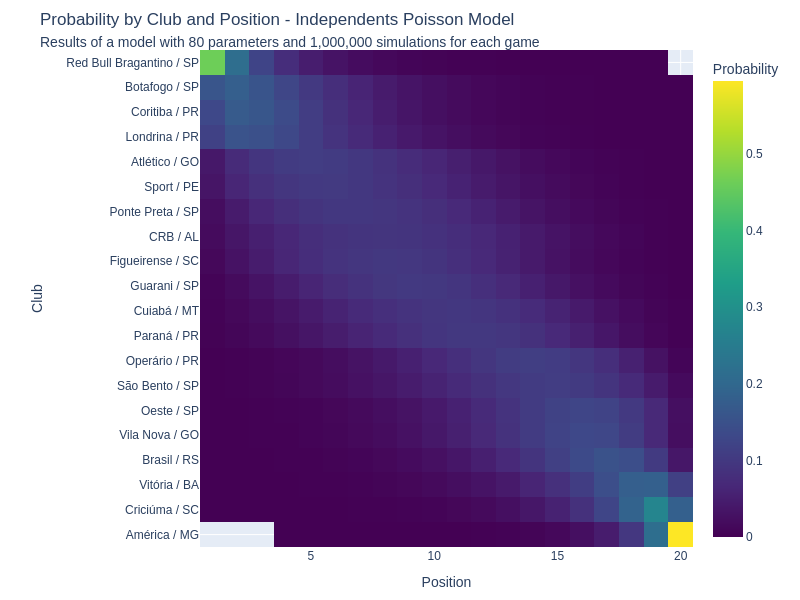 Probability by Club and Position - Independents Poisson Model
Results of a model with 80 parameters and 1,000,000 simulations for each game
Probability
Club
Red Bull Bragantino / SP
Botafogo / SP
Coritiba / PR
Londrina / PR
Atlético / GO
Sport / PE
Ponte Preta / SP
CRB / AL
Figueirense / SC
Guarani / SP
Cuiabá / MT
Paraná / PR
Operário / PR
São Bento / SP
Oeste / SP
Vila Nova / GO
Brasil / RS
Vitória / BA
Criciúma / SC
América / MG
5
10
15
20
Position
0.5
0.4
0.3
0.2
0.1
0